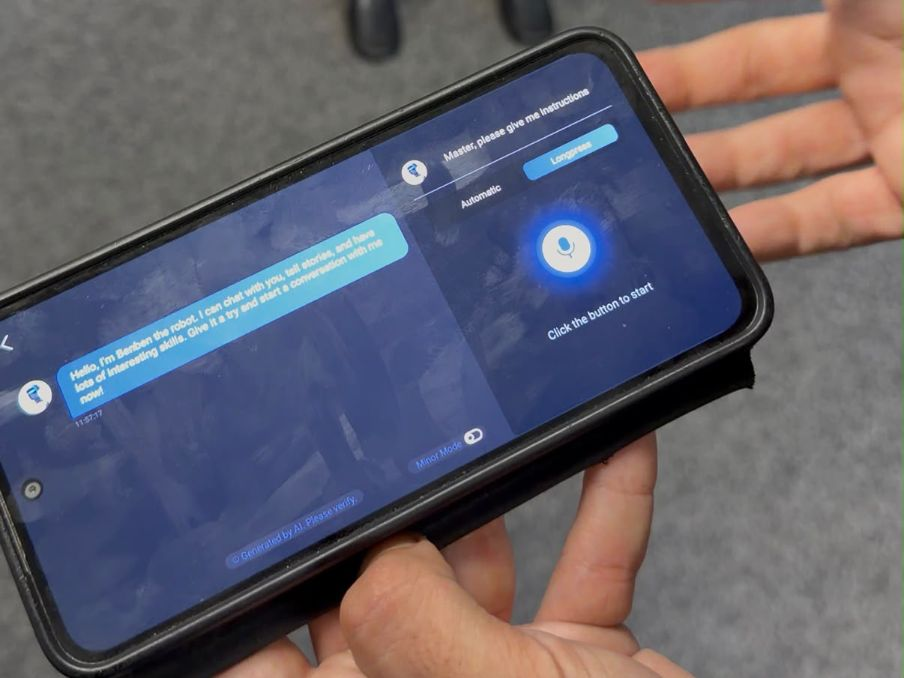 Hello, I'm Benben the robot. I can chat with you, tell stories, and have
lots of interesting skills. Give it a try and start a conversation with me
now!
11:57:17
Minor Mode
Generated by AI. Please verify.
Master, please give me instructions
Automatic
Longpress
Click the button to start